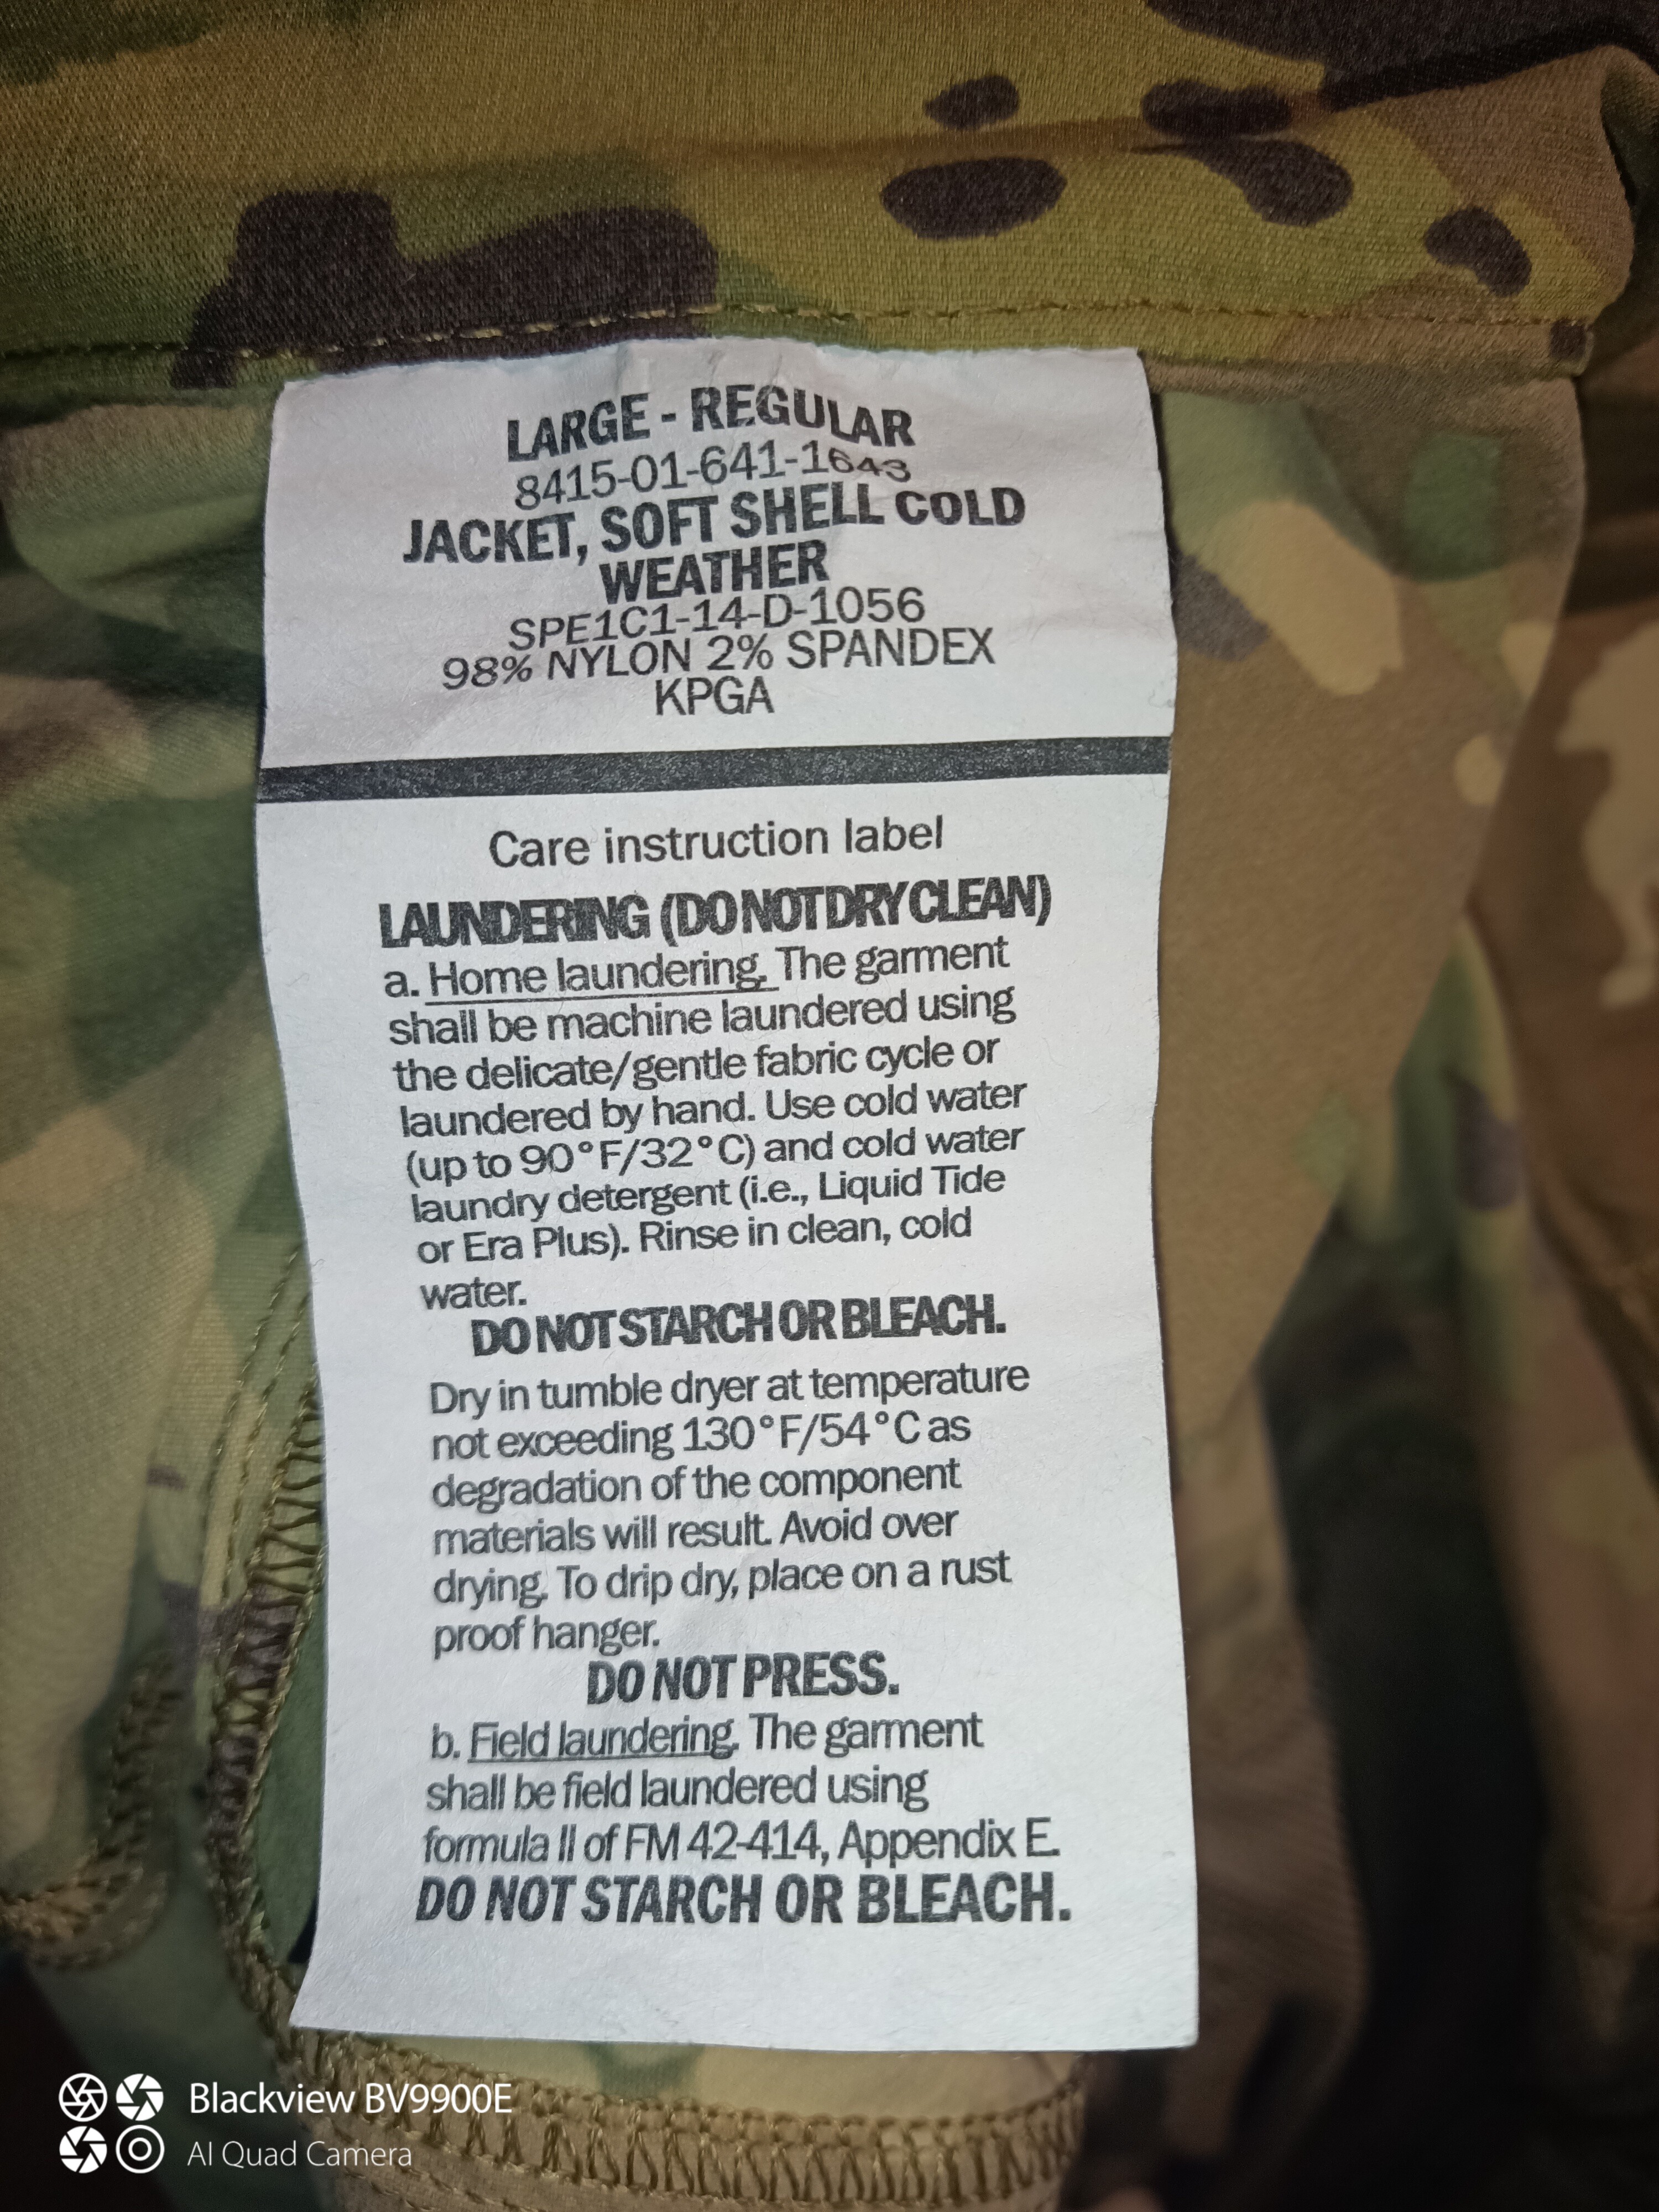 LARGE - REGULAR
8415-01-641-1643
JACKET, SOFT SHELL COLD
WEATHER
SPE1C1-14-D-1056
98% NYLON 2% SPANDEX
KPGA
Care instruction label
LAUNDERING (DO NOT DRY CLEAN)
a. Home laundering. The garment
shall be machine laundered using
the delicate/gentle fabric cycle or
laundered by hand. Use cold water
(up to 90°F/32°C) and cold water
laundry detergent (i.e., Liquid Tide
or Era Plus). Rinse in clean, cold
water.
DO NOT STARCH OR BLEACH.
Dry in tumble dryer at temperature
not exceeding 130°F/54°C as
degradation of the component
materials will result. Avoid over
drying. To drip dry, place on a rust
proof hanger.
DO NOT PRESS.
b. Field laundering. The garment
shall be field laundered using
formula II of FM 42-414, Appendix E.
DO NOT STARCH OR BLEACH.
Blackview BV9900E
AI Quad Camera